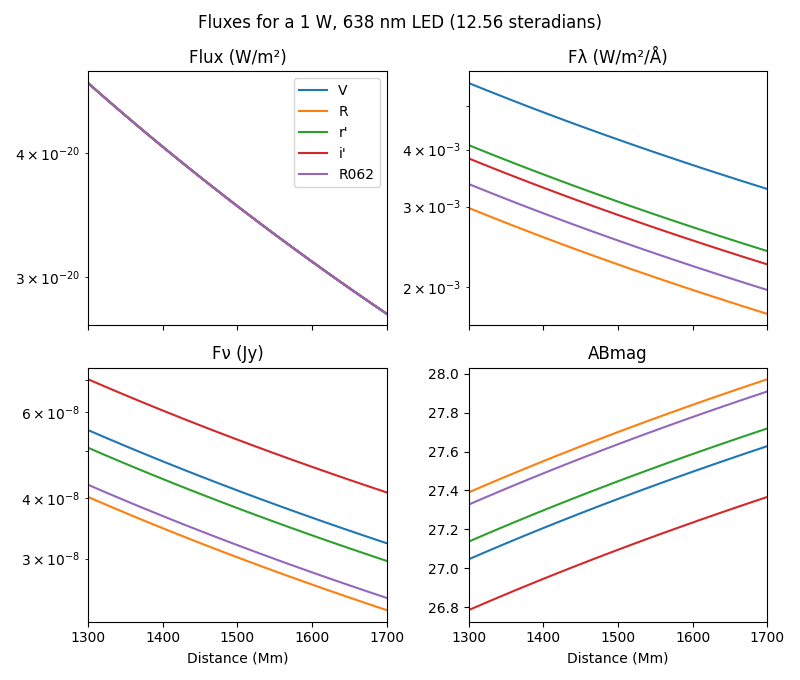 Fluxes for a 1 W, 638 nm LED (12.56 steradians)
Flux (W/m²)
4 × 10⁻²⁰
3 × 10⁻²⁰
V
R
r'
i'
R062
Fλ (W/m²/Å)
4 × 10⁻³
3 × 10⁻³
2 × 10⁻³
Fν (Jy)
6 × 10⁻⁸
4 × 10⁻⁸
3 × 10⁻⁸
1300 1400 1500 1600 1700
Distance (Mm)
ABmag
28.0
27.8
27.6
27.4
27.2
27.0
26.8
1300 1400 1500 1600 1700
Distance (Mm)